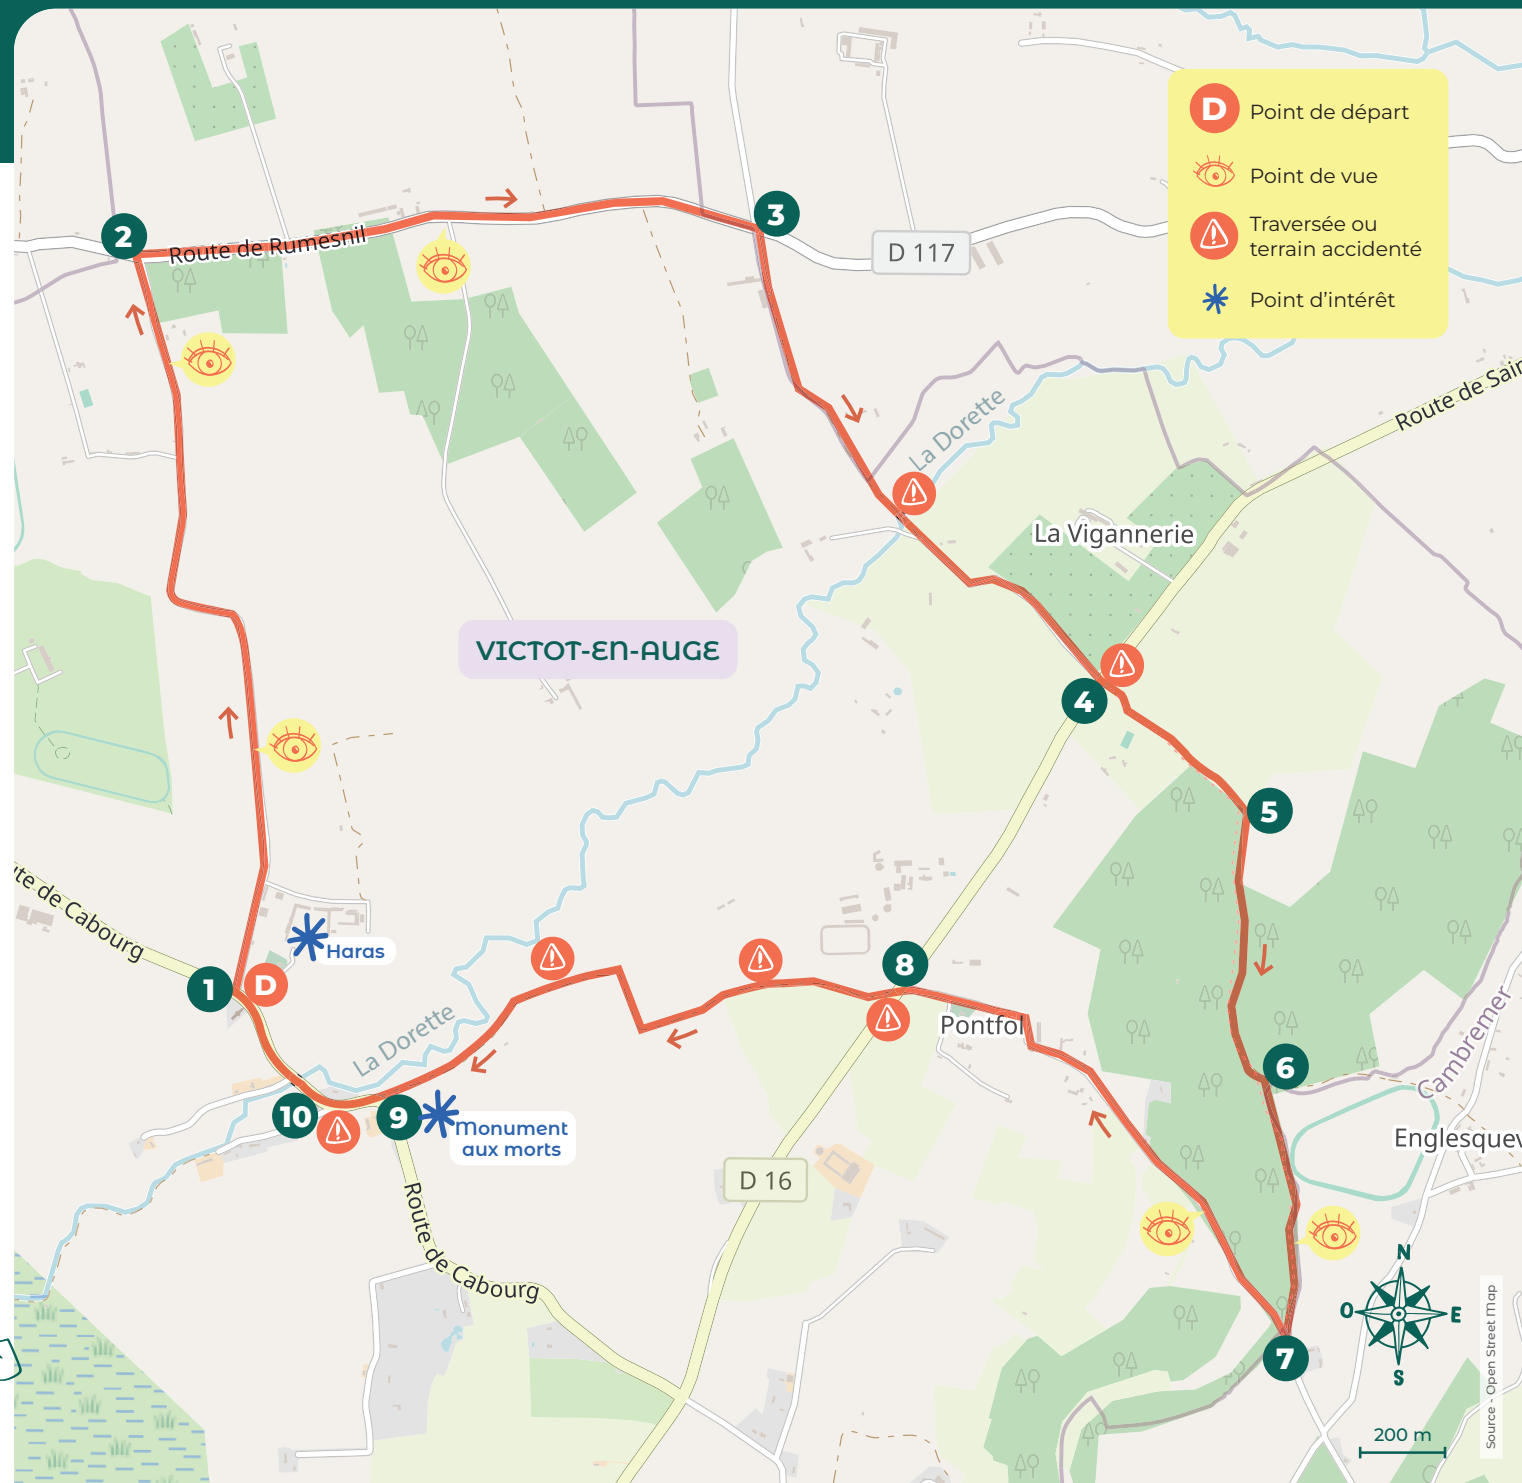 D Point de départ
Point de vue
Traversée ou
terrain accidenté
Point d'intérêt
2
Route de Rumesnil
3
D 117
La Dorette
Route de Sain
La Vigannerie
VICTOT-EN-AUGE
4
5
te de Cabourg
Haras
1
D
8
Pontfol
La Dorette
6
Cambremer
10
9
Monument
aux morts
Englesquev
D 16
Route de Cabourg
N
O
E
S
7
200 m
Source - Open Street Map